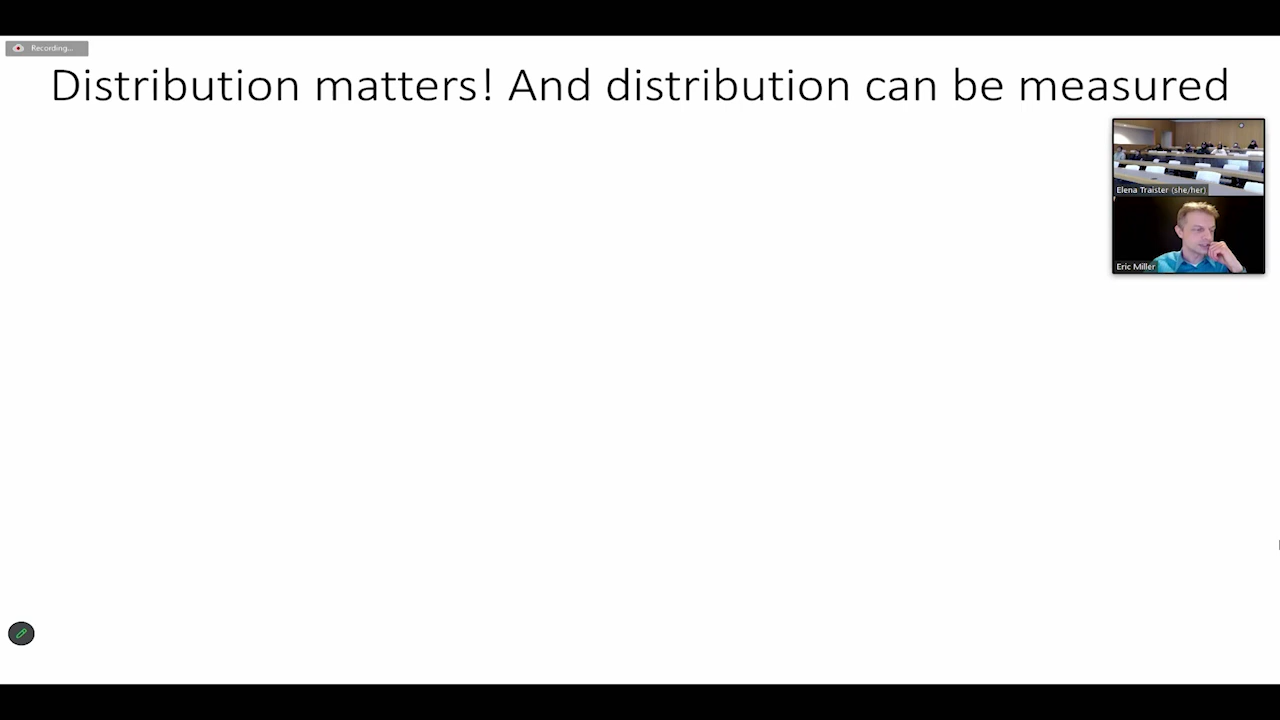 Recording...
Distribution matters! And distribution can be measured
Elena Traister (she/her)
Eric Miller